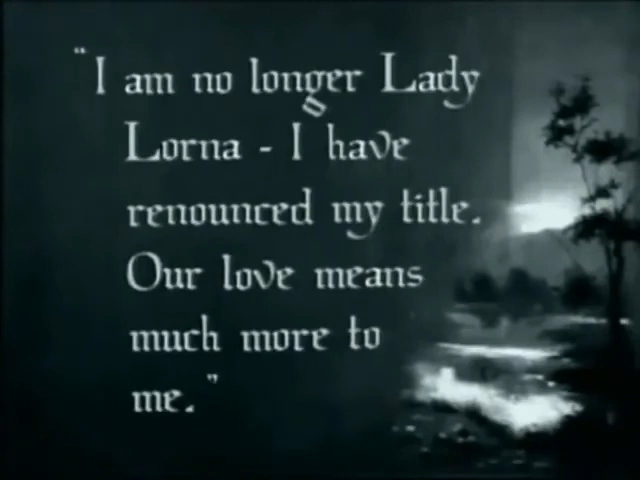 "I am no longer Lady
Lorna - I have
renounced my title.
Our love means
much more to
me."